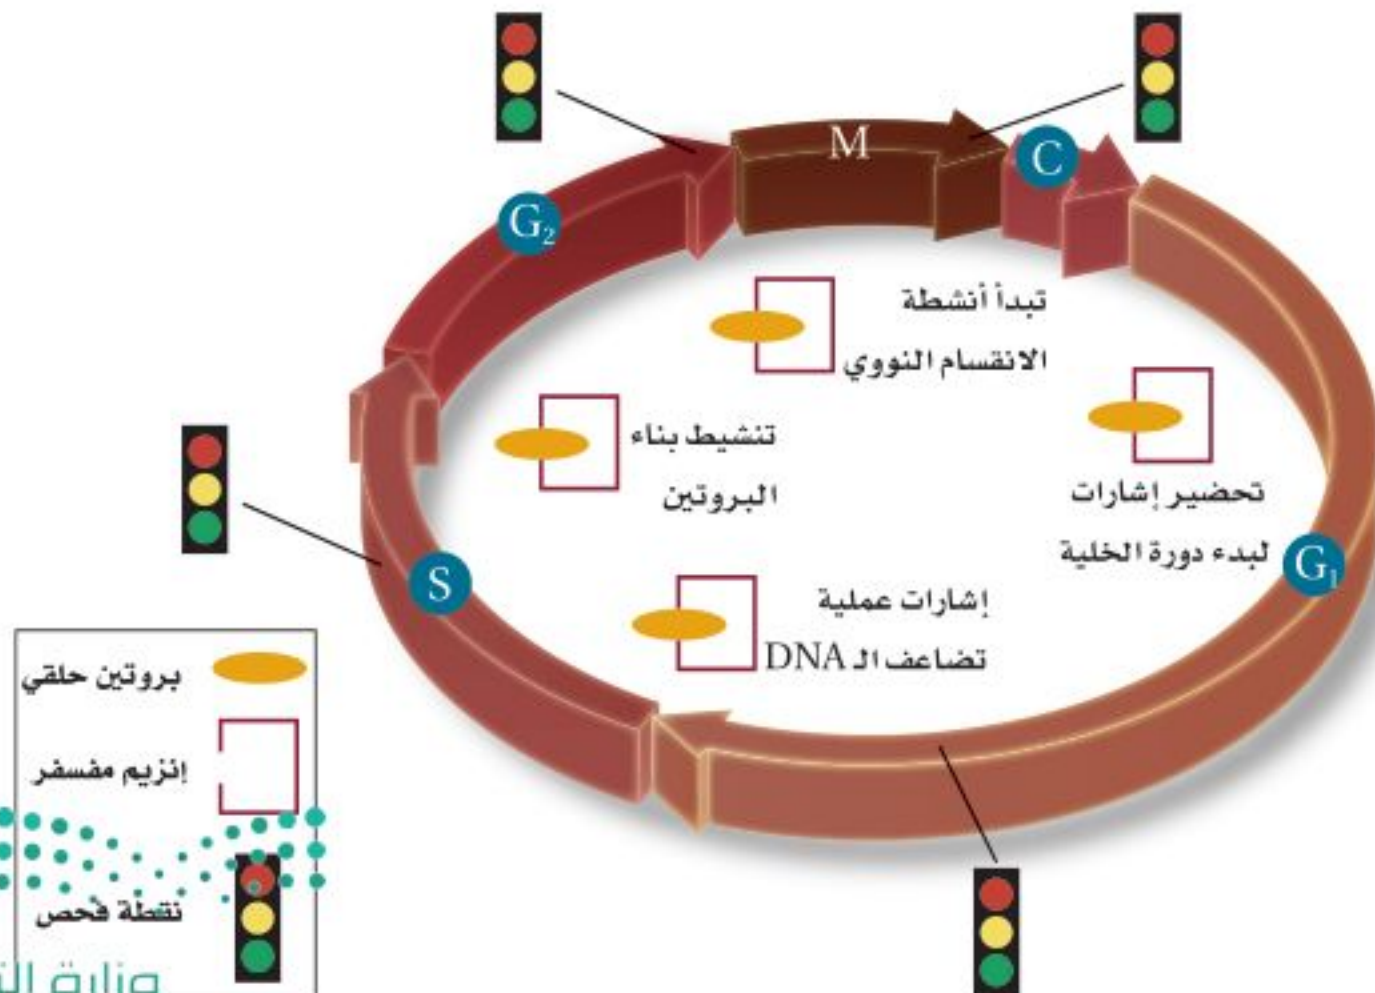 M
C
G₂
تبدأ أنشطة
الانقسام النووي
تنشيط بناء
البروتين
تحضير إشارات
لبدء دورة الخلية
G₁
S
إشارات عملية
تضاعف الـ DNA
بروتين حلقي
إنزيم مفسفر
نقطة فحص
وزارة